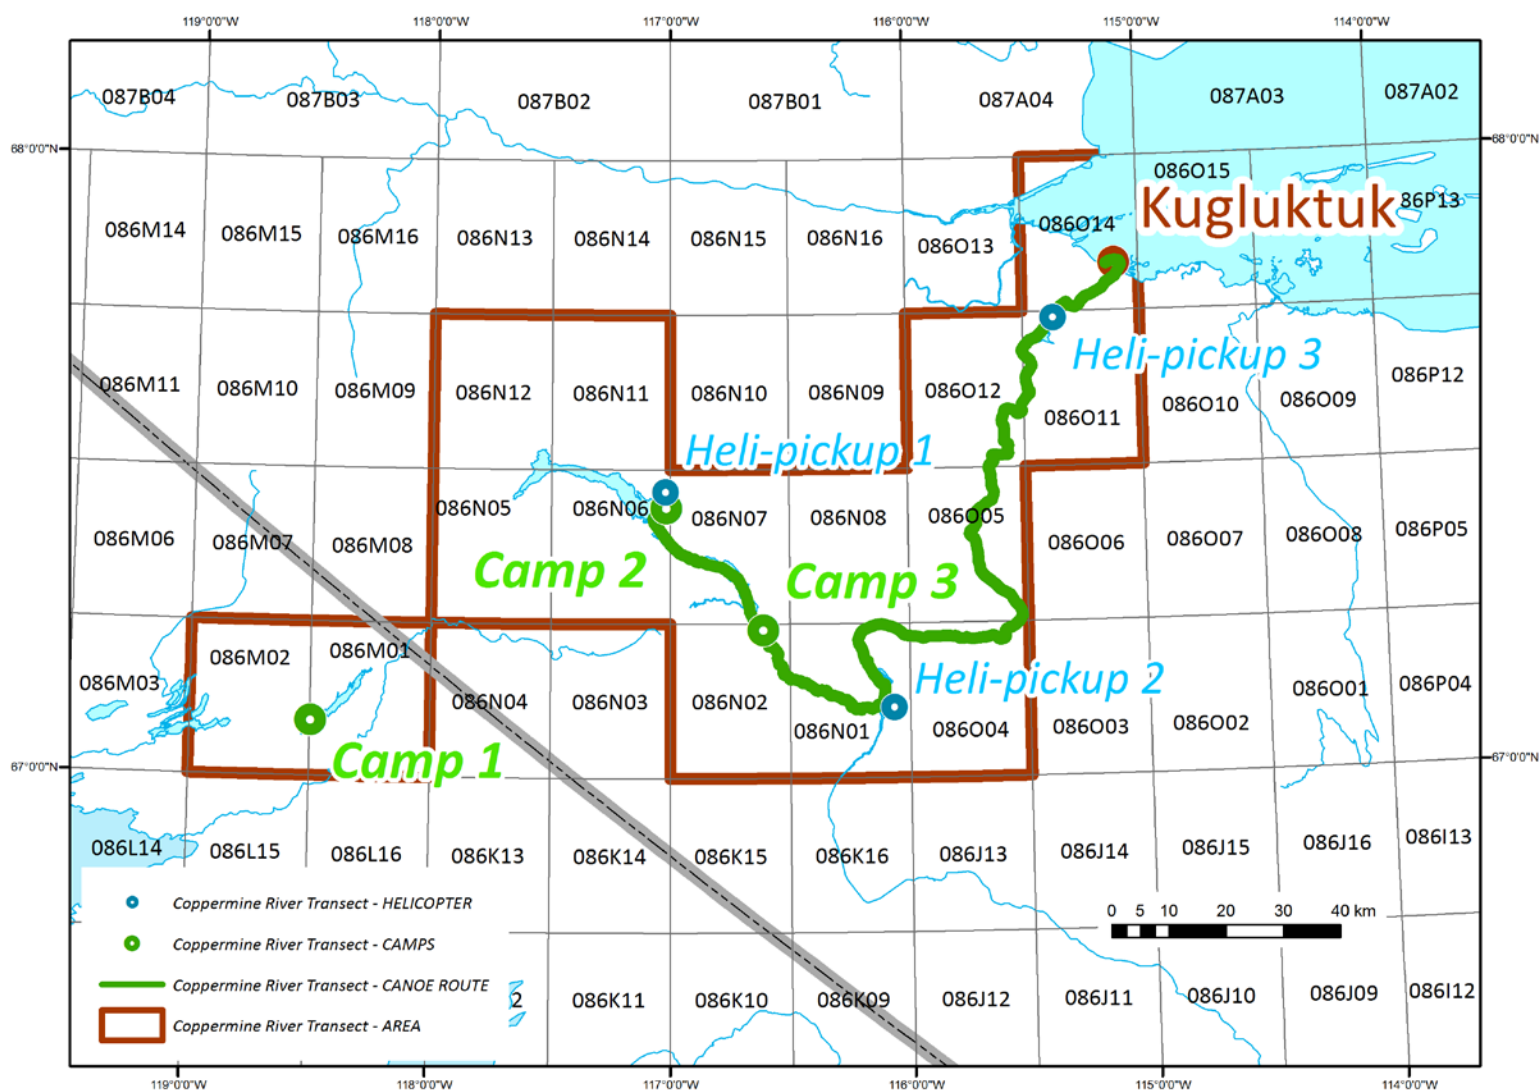 119°0'0"W 118°0'0"W 117°0'0"W 116°0'0"W 115°0'0"W 114°0'0"W
087B04 087B03 087B02 087B01 087A04 087A03 087A02
68°0'0"N 68°0'0"N
086O15
086M14 086M15 086M16 086N13 086N14 086N15 086N16 086O13 086O14 Kugluktuk 86P13
Heli-pickup 3
086M11 086M10 086M09 086N12 086N11 086N10 086N09 086O12 086O11 086O10 086O09 086P12
Heli-pickup 1
086M06 086M07 086M08 086N05 086N06 086N07 086N08 086O05 086O06 086O07 086O08 086P05
Camp 2 Camp 3
086M03 086M02 086M01 086N04 086N03 086N02 086N01 086O04 086O03 086O02 086O01 086P04
Heli-pickup 2
Camp 1
67°0'0"N 67°0'0"N
086L14 086L15 086L16 086K13 086K14 086K15 086K16 086J13 086J14 086J15 086J16 086I13
Coppermine River Transect - HELICOPTER
0 5 10 20 30 40 km
Coppermine River Transect - CAMPS
Coppermine River Transect - CANOE ROUTE
2 086K11 086K10 086K09 086J12 086J11 086J10 086J09 086I12
Coppermine River Transect - AREA
119°0'0"W 118°0'0"W 117°0'0"W 116°0'0"W 115°0'0"W 114°0'0"W